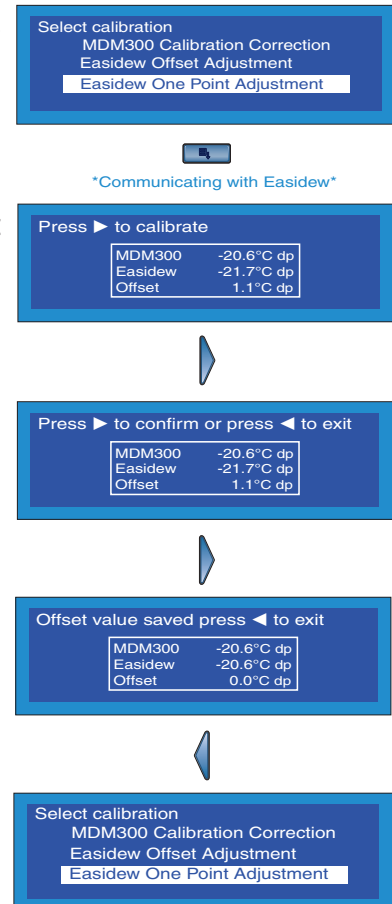 Select calibration
MDM300 Calibration Correction
Easidew Offset Adjustment
Easidew One Point Adjustment
*Communicating with Easidew*
Press ► to calibrate
MDM300 -20.6°C dp
Easidew -21.7°C dp
Offset 1.1°C dp
Press ► to confirm or press ◄ to exit
MDM300 -20.6°C dp
Easidew -21.7°C dp
Offset 1.1°C dp
Offset value saved press ◄ to exit
MDM300 -20.6°C dp
Easidew -20.6°C dp
Offset 0.0°C dp
Select calibration
MDM300 Calibration Correction
Easidew Offset Adjustment
Easidew One Point Adjustment